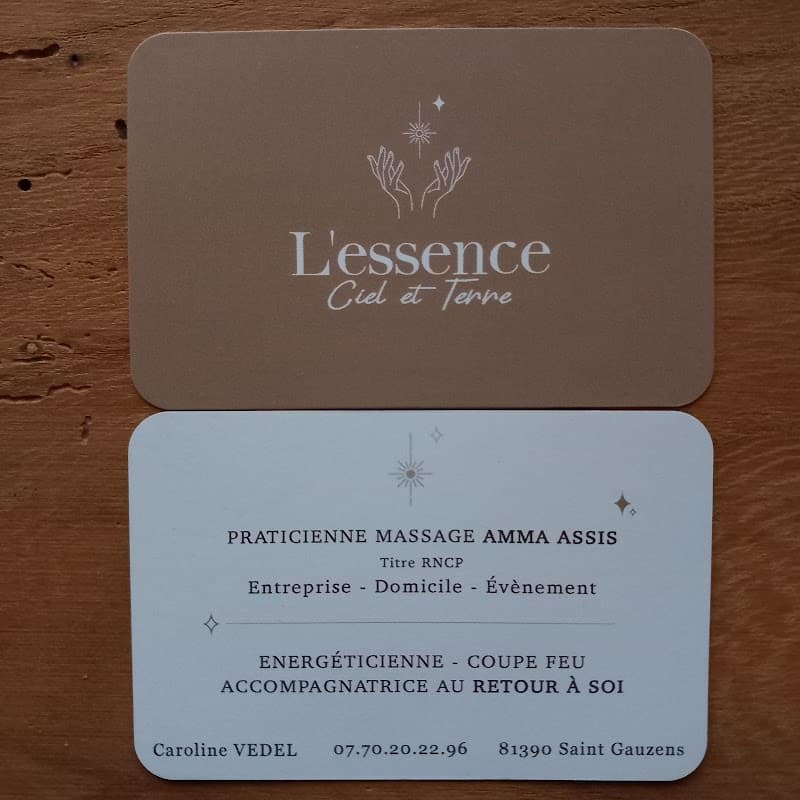 L'essence
Ciel et Terre
PRATICIENNE MASSAGE AMMA ASSIS
Titre RNCP
Entreprise - Domicile - Évènement
ENERGÉTICIENNE - COUPE FEU
ACCOMPAGNATRICE AU RETOUR À SOI
Caroline VEDEL 07.70.20.22.96 81390 Saint Gauzens